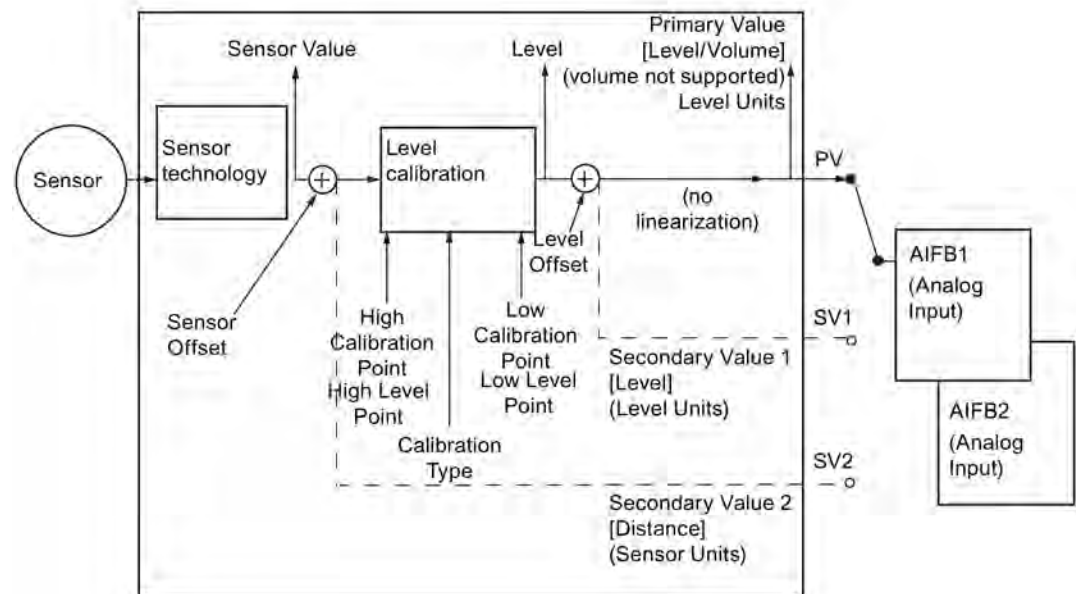 Sensor Value
Level
Primary Value
[Level/Volume]
(volume not supported)
Level Units
Sensor
Sensor
technology
Level
calibration
PV
(no
linearization)
Level
Offset
AIFB1
(Analog
Input)
Sensor
Offset
High
Calibration
Point
High Level
Point
Low
Calibration
Point
Low Level
Point
SV1
Secondary Value 1
[Level]
(Level Units)
Calibration
Type
AIFB2
(Analog
Input)
SV2
Secondary Value 2
[Distance]
(Sensor Units)